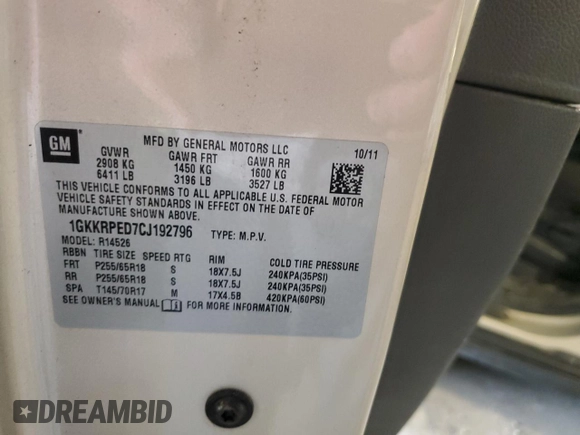 GM
MFD BY GENERAL MOTORS LLC
10/11
GVWR GAWR FRT GAWR RR
2908 KG 1450 KG 1600 KG
6411 LB 3196 LB 3527 LB
THIS VEHICLE CONFORMS TO ALL APPLICABLE U.S. FEDERAL MOTOR
VEHICLE SAFETY STANDARDS IN EFFECT ON THE DATE OF
MANUFACTURE SHOWN ABOVE.
1GKKRPED7CJ192796 TYPE: M.P.V.
MODEL: R14526
RBBN TIRE SIZE SPEED RTG RIM COLD TIRE PRESSURE
FRT P255/65R18 S 18X7.5J 240KPA(35PSI)
RR P255/65R18 S 18X7.5J 240KPA(35PSI)
SPA T145/70R17 M 17X4.5B 420KPA(60PSI)
SEE OWNER'S MANUAL FOR MORE INFORMATION.
DREAMBID